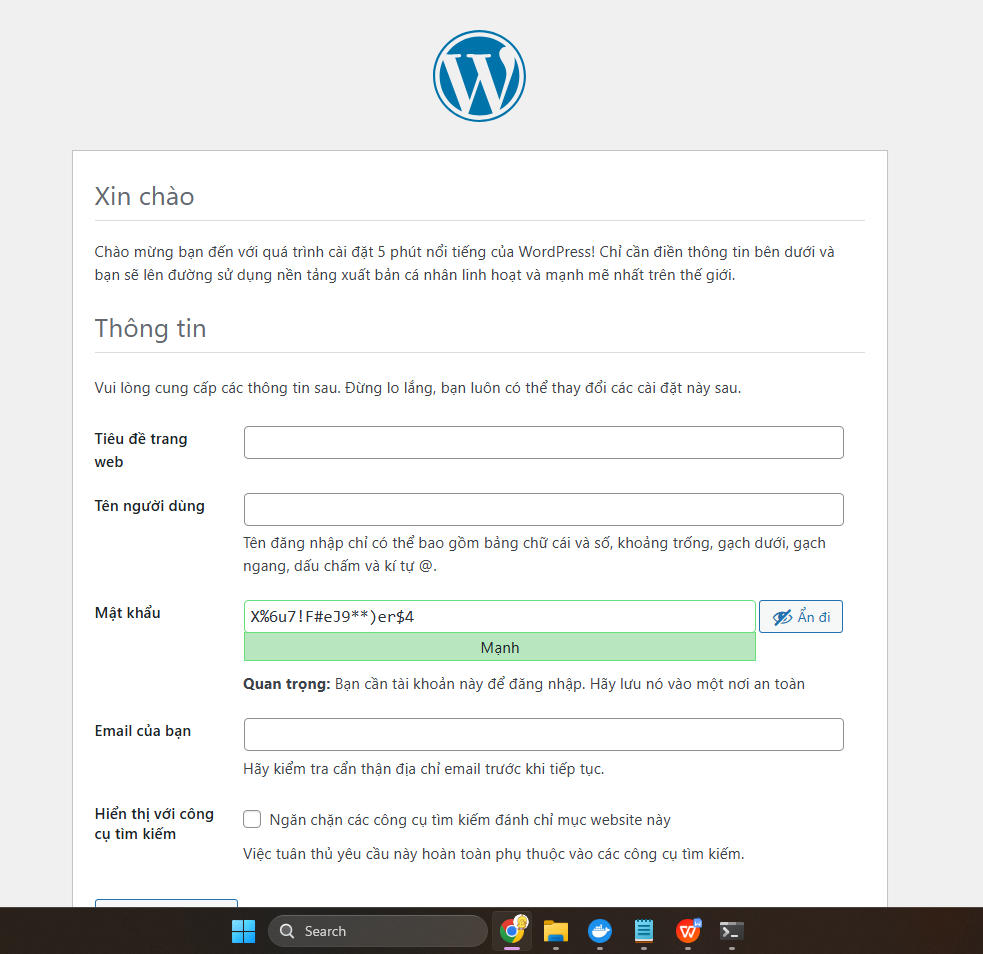 Xin chào
Chào mừng bạn đến với quá trình cài đặt 5 phút nổi tiếng của WordPress! Chỉ cần điền thông tin bên dưới và
bạn sẽ lên đường sử dụng nền tảng xuất bản cá nhân linh hoạt và mạnh mẽ nhất trên thế giới.
Thông tin
Vui lòng cung cấp các thông tin sau. Đừng lo lắng, bạn luôn có thể thay đổi các cài đặt này sau.
Tiêu đề trang
web
Tên người dùng
Tên đăng nhập chỉ có thể bao gồm bảng chữ cái và số, khoảng trống, gạch dưới, gạch
ngang, dấu chấm và kí tự @.
Mật khẩu
X%6u7!F#eJ9**)er$4
Ẩn đi
Mạnh
Quan trọng: Bạn cần tài khoản này để đăng nhập. Hãy lưu nó vào một nơi an toàn
Email của bạn
Hãy kiểm tra cẩn thận địa chỉ email trước khi tiếp tục.
Hiển thị với công
cụ tìm kiếm
Ngăn chặn các công cụ tìm kiếm đánh chỉ mục website này
Việc tuân thủ yêu cầu này hoàn toàn phụ thuộc vào các công cụ tìm kiếm.
Search